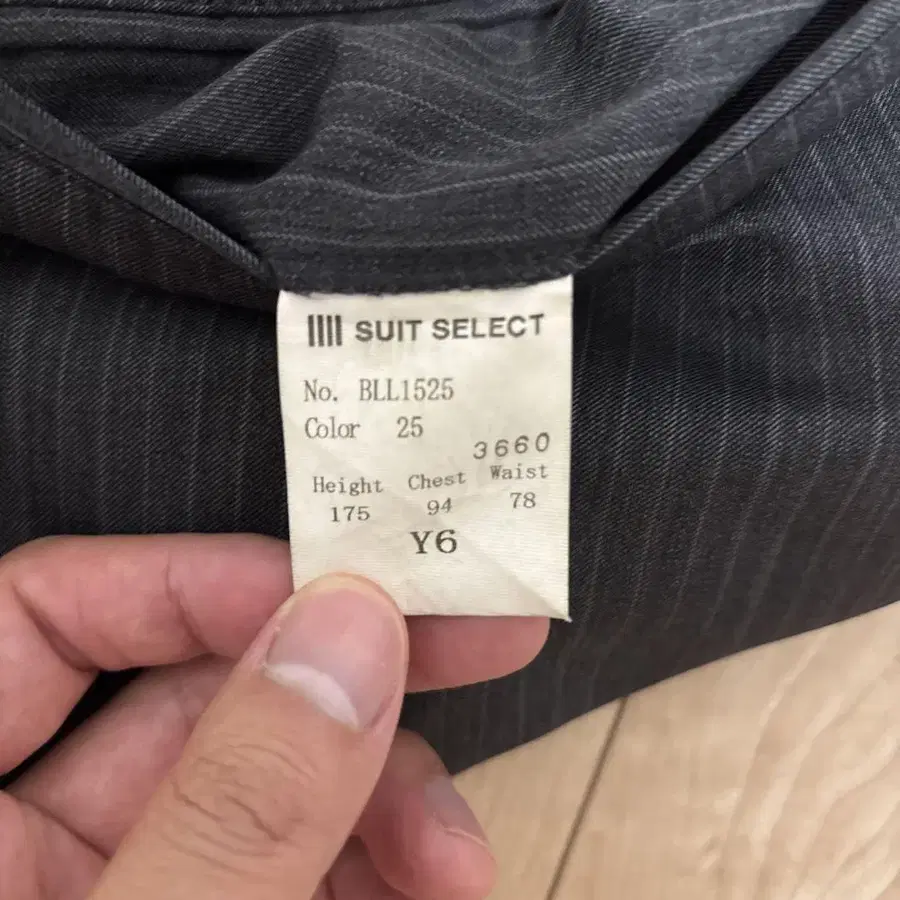 SUIT SELECT
No. BLL1525
Color 25
3660
Height Chest Waist
175 94 78
Y6